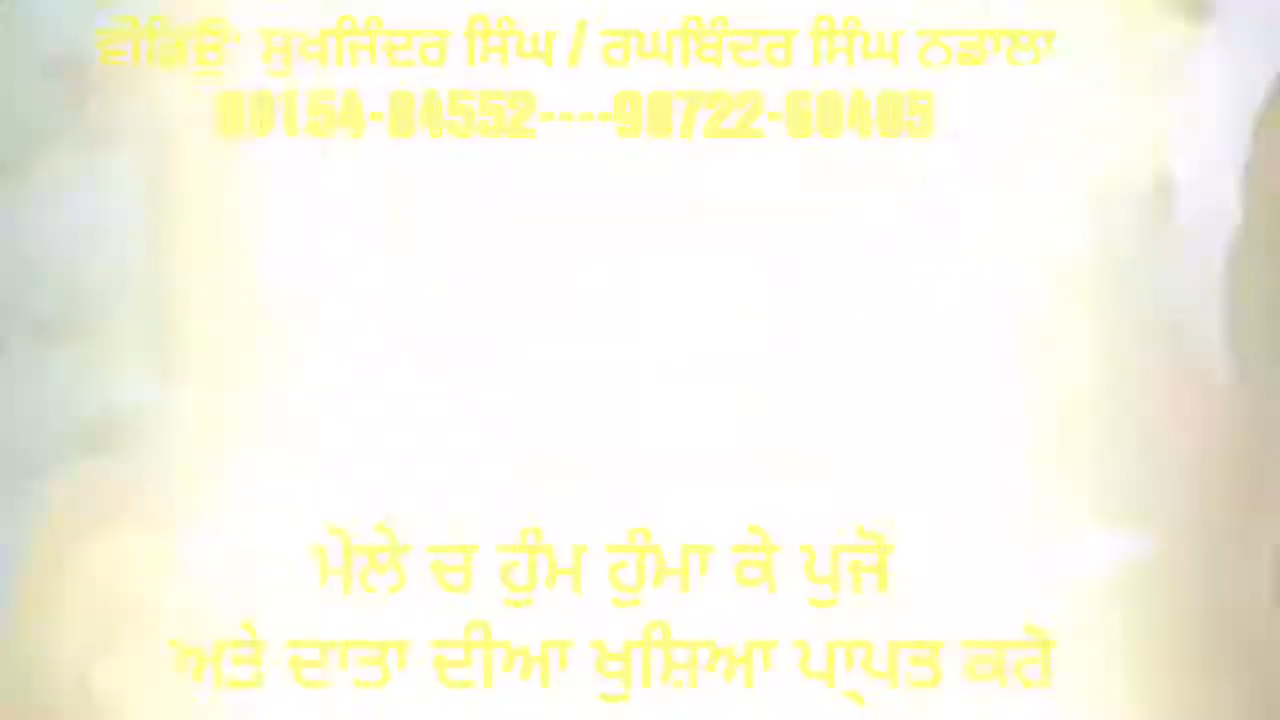 ਵੀਡਿਉ ਸੁਖਜਿੰਦਰ ਸਿੰਘ / ਰਘਬਿੰਦਰ ਸਿੰਘ ਨਡਾਲਾ
ਮੇਲੇ ਚ ਹੁੰਮ ਹੁੰਮਾ ਕੇ ਪੁਜੋ
ਅਤੇ ਦਾਤਾ ਦੀਆ ਖੁਸ਼ਿਆ ਪ੍ਰਾਪਤ ਕਰੋ